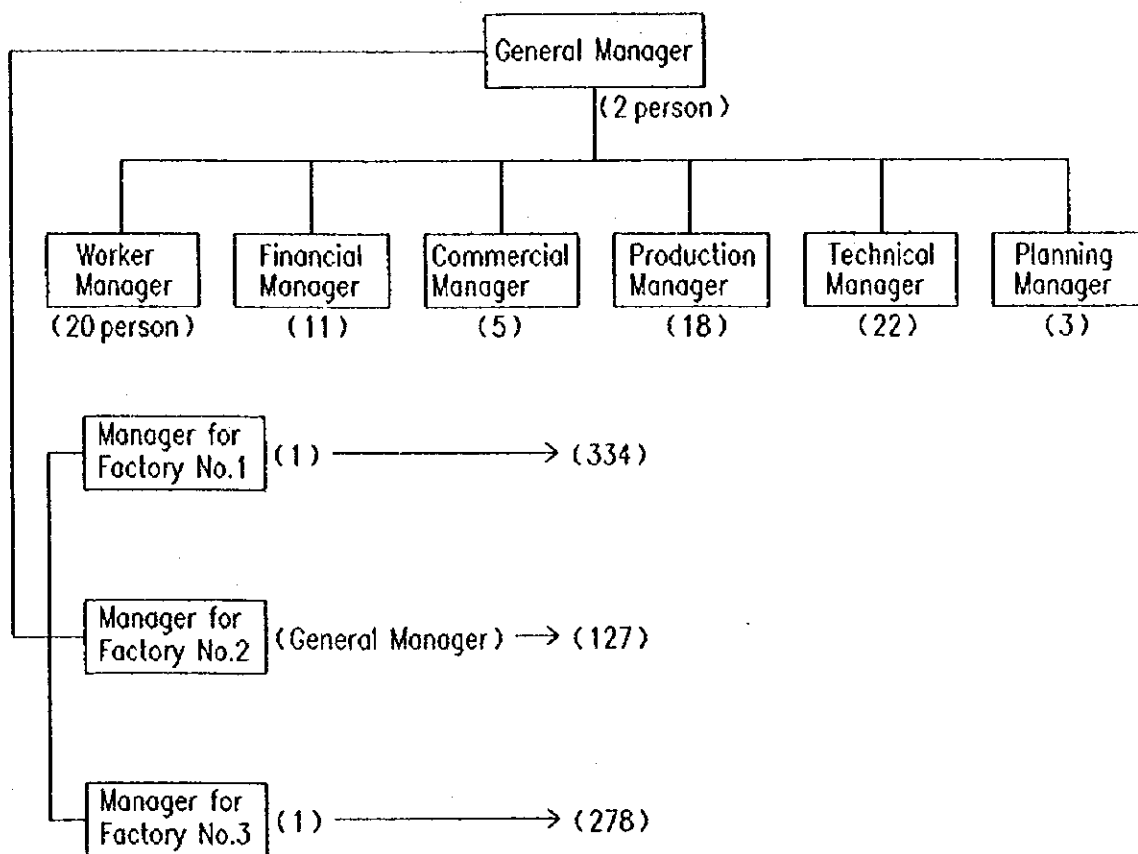 General Manager
(2 person)
Worker Manager
(20 person)
Financial Manager
(11)
Commercial Manager
(5)
Production Manager
(18)
Technical Manager
(22)
Planning Manager
(3)
Manager for
Factory No.1
(1)
(334)
Manager for
Factory No.2
(General Manager)
(127)
Manager for
Factory No.3
(1)
(278)